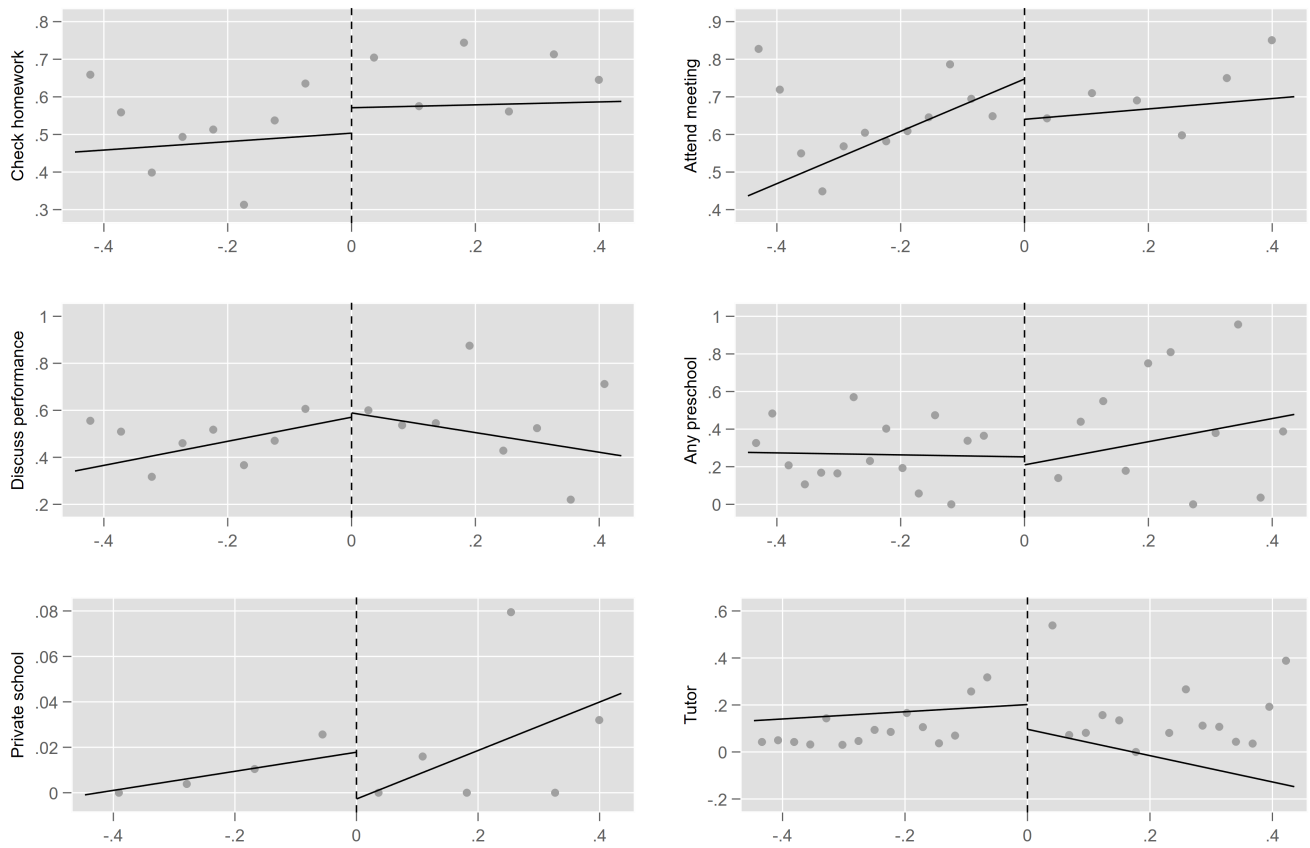 Check homework
.8
.7
.6
.5
.4
.3
-.4 -.2 0 .2 .4
Attend meeting
.9
.8
.7
.6
.5
.4
-.4 -.2 0 .2 .4
Discuss performance
1
.8
.6
.4
.2
-.4 -.2 0 .2 .4
Any preschool
1
.8
.6
.4
.2
0
-.4 -.2 0 .2 .4
Private school
.08
.06
.04
.02
0
-.4 -.2 0 .2 .4
Tutor
.6
.4
.2
0
-.2
-.4 -.2 0 .2 .4